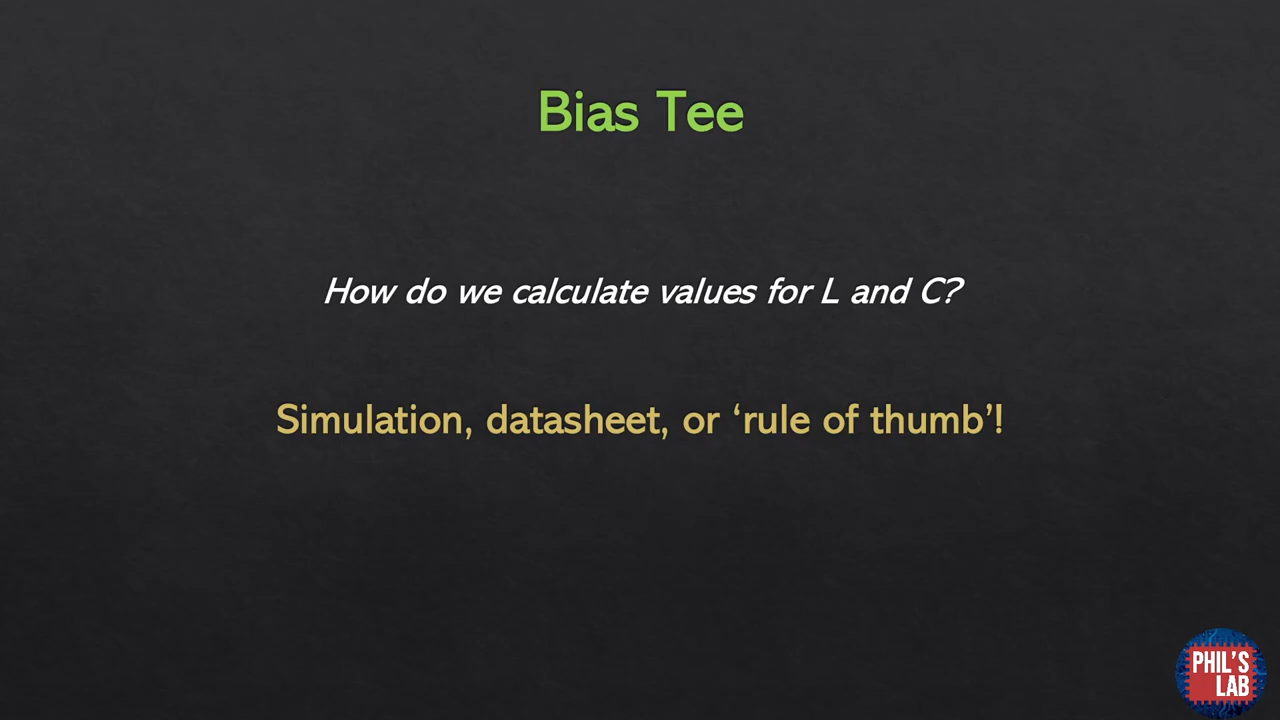 Bias Tee
How do we calculate values for L and C?
Simulation, datasheet, or ‘rule of thumb’!
PHIL'S
LAB